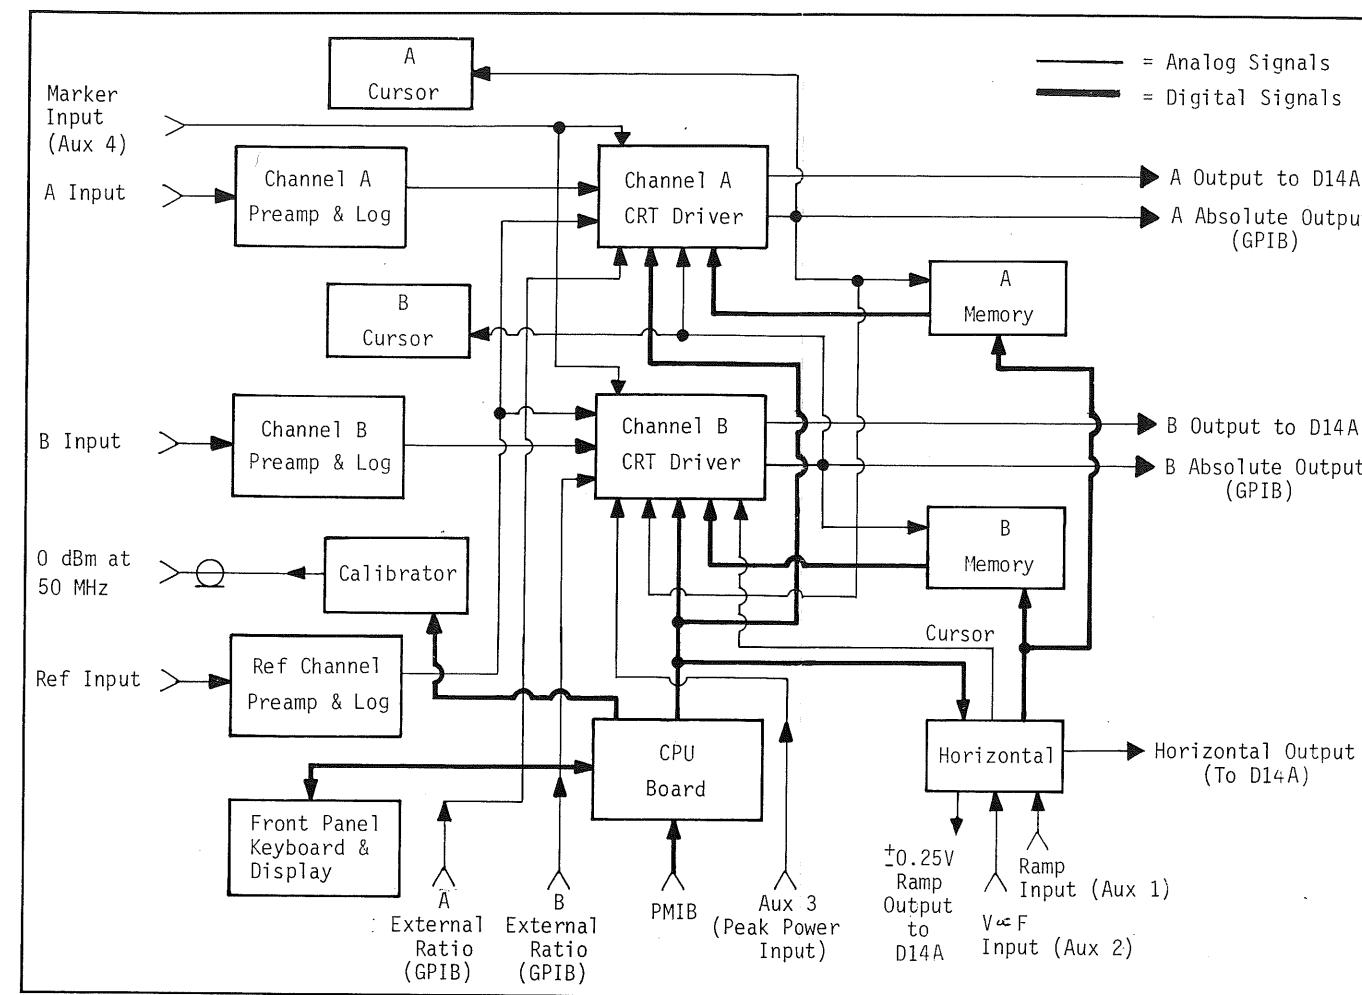 A
Cursor
= Analog Signals
= Digital Signals
Marker
Input
(Aux 4)
A Input
Channel A
Preamp & Log
Channel A
CRT Driver
A Output to D14A
A Absolute Output
(GPIB)
A
Memory
B
Cursor
B Input
Channel B
Preamp & Log
Channel B
CRT Driver
B Output to D14A
B Absolute Output
(GPIB)
B
Memory
0 dBm at
50 MHz
Calibrator
Cursor
Ref Input
Ref Channel
Preamp & Log
CPU
Board
Horizontal
Horizontal Output
(To D14A)
Front Panel
Keyboard &
Display
A
External
Ratio
(GPIB)
B
External
Ratio
(GPIB)
PMIB
Aux 3
(Peak Power
Input)
±0.25V
Ramp
Output
to
D14A
V∝F
Input (Aux 2)
Ramp
Input (Aux 1)